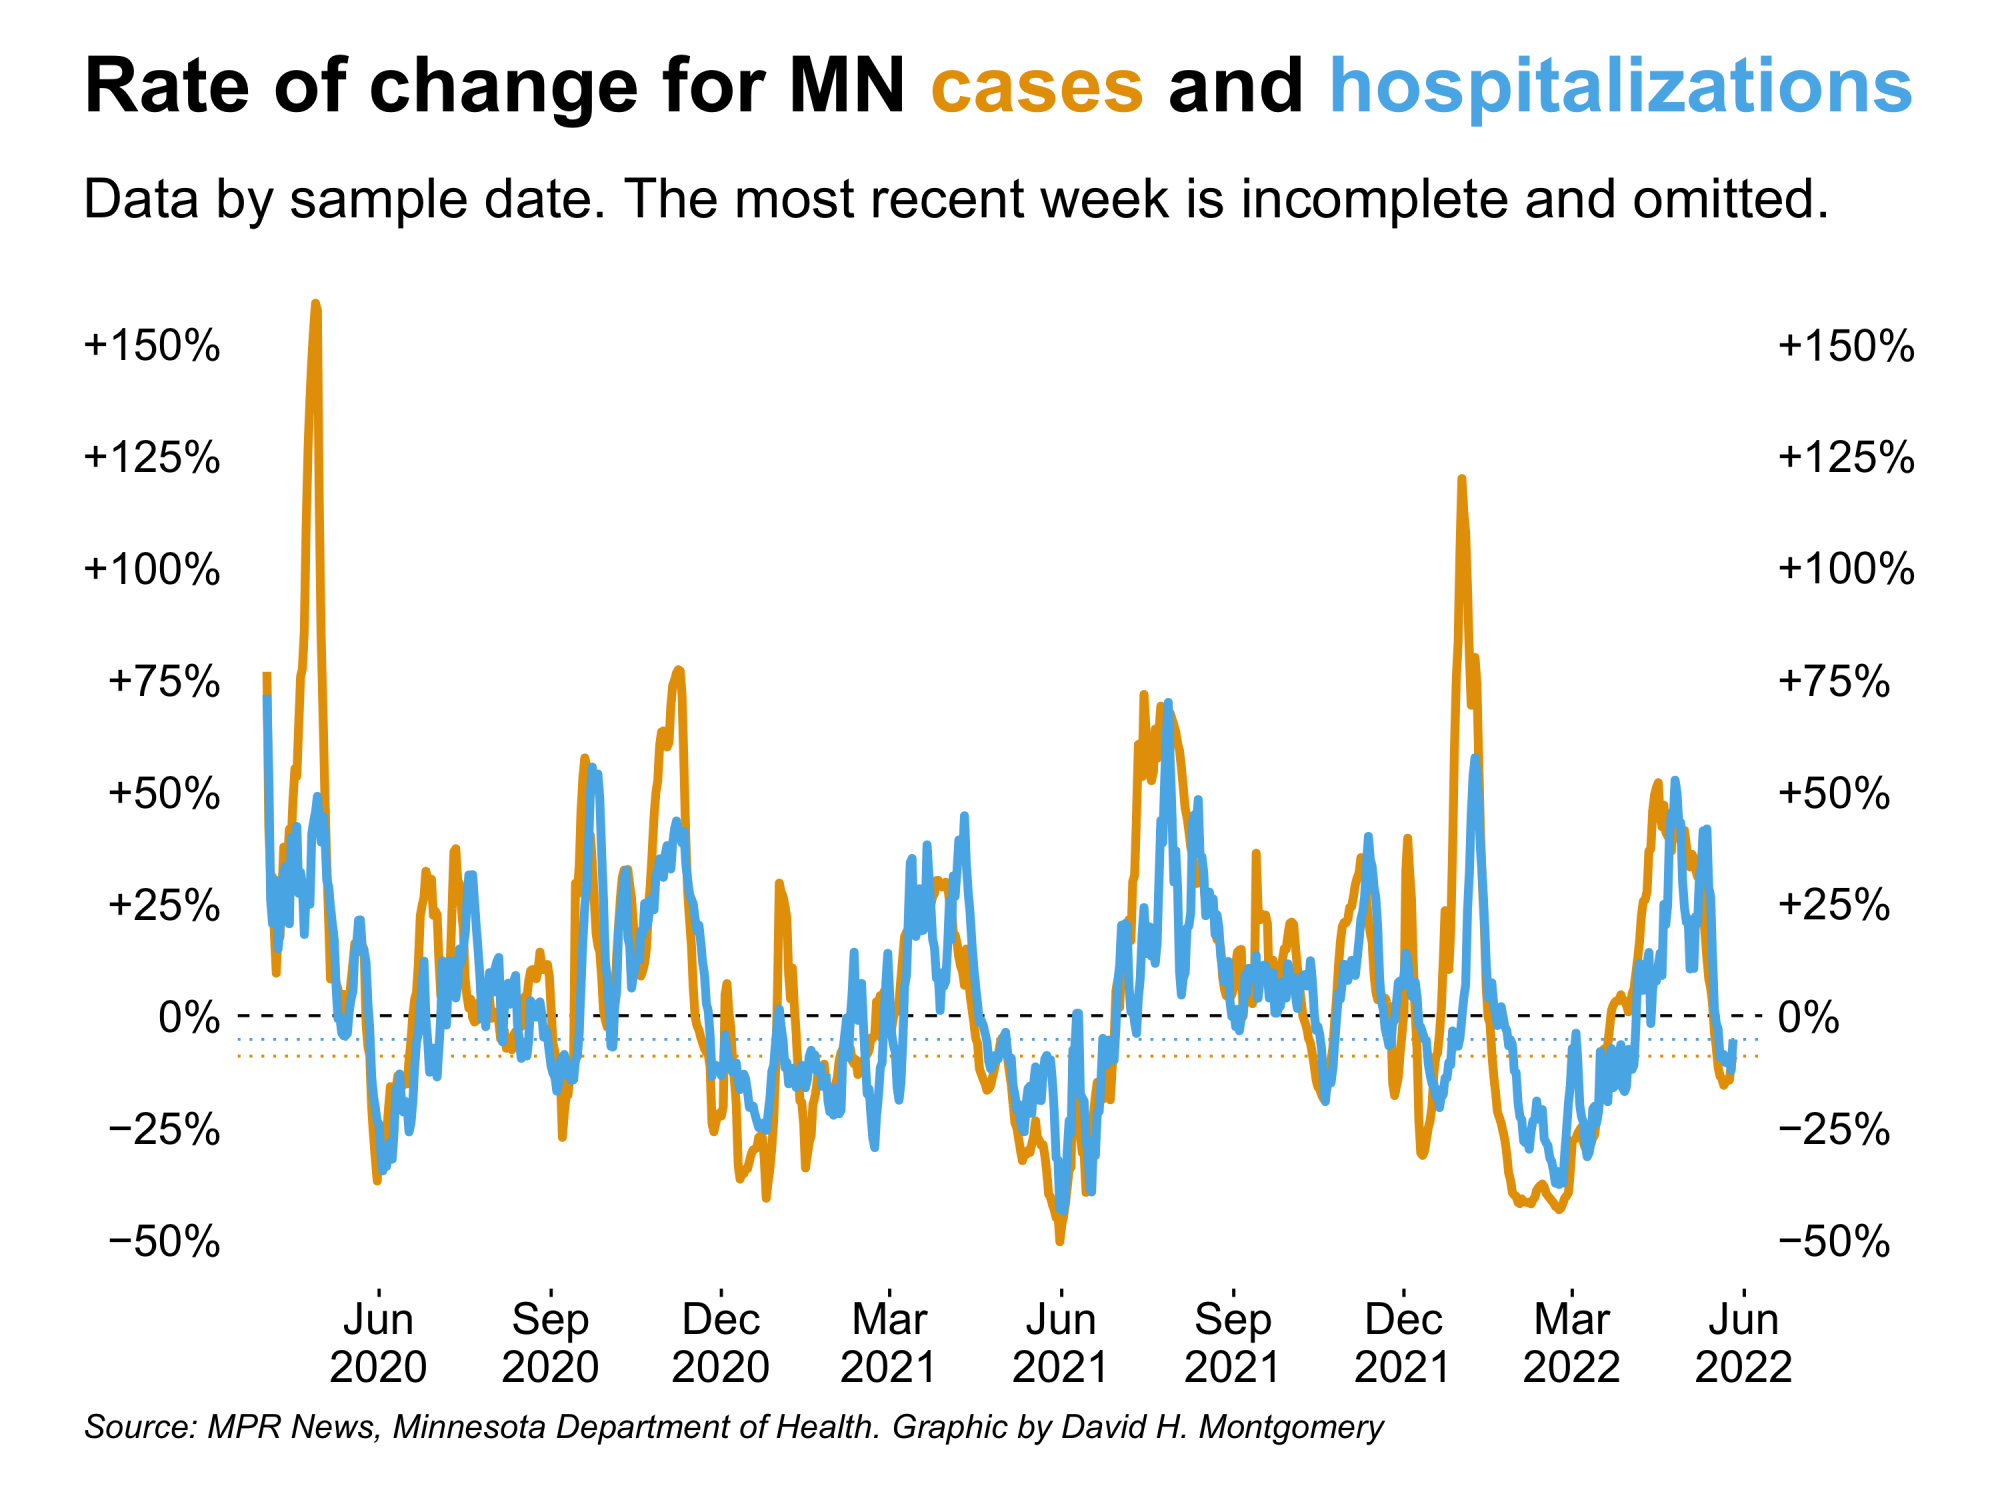 Rate of change for MN cases and hospitalizations
Data by sample date. The most recent week is incomplete and omitted.
+150% +150%
+125% +125%
+100% +100%
+75% +75%
+50% +50%
+25% +25%
0% 0%
−25% −25%
−50% −50%
Jun Sep Dec Mar Jun Sep Dec Mar Jun
2020 2020 2020 2021 2021 2021 2021 2022 2022
Source: MPR News, Minnesota Department of Health. Graphic by David H. Montgomery